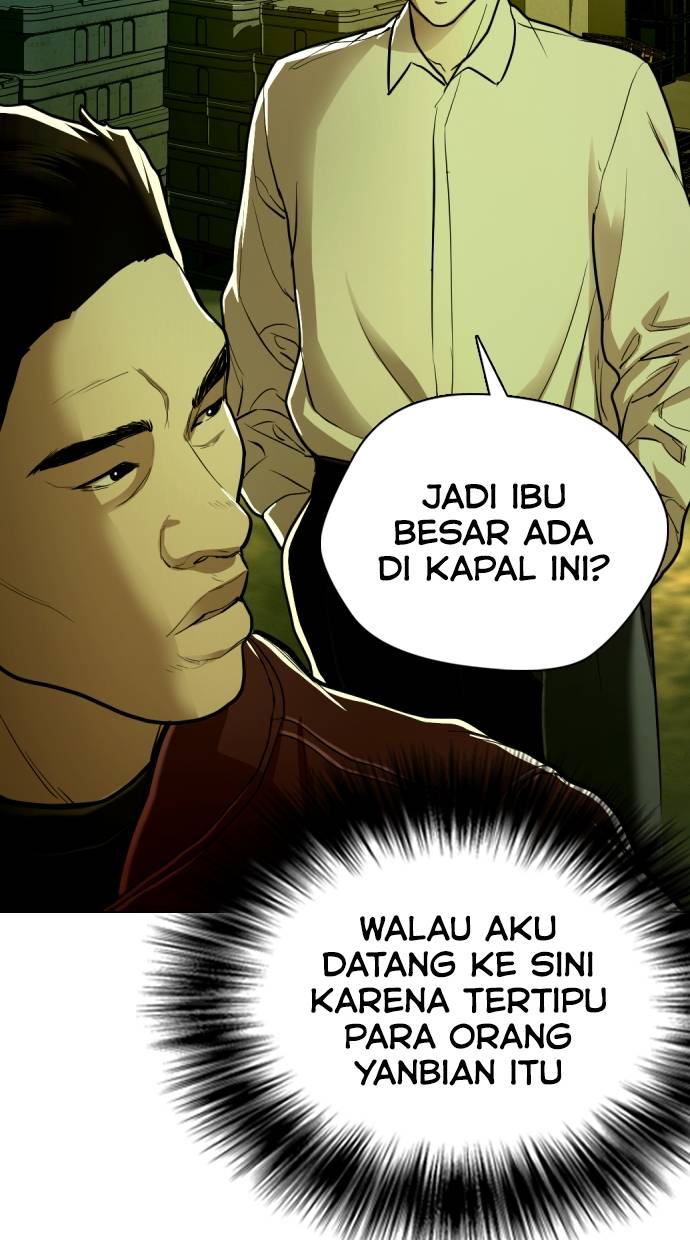 JADI IBU
BESAR ADA
DI KAPAL INI?
WALAU AKU
DATANG KE SINI
KARENA TERTIPU
PARA ORANG
YANBIAN ITU